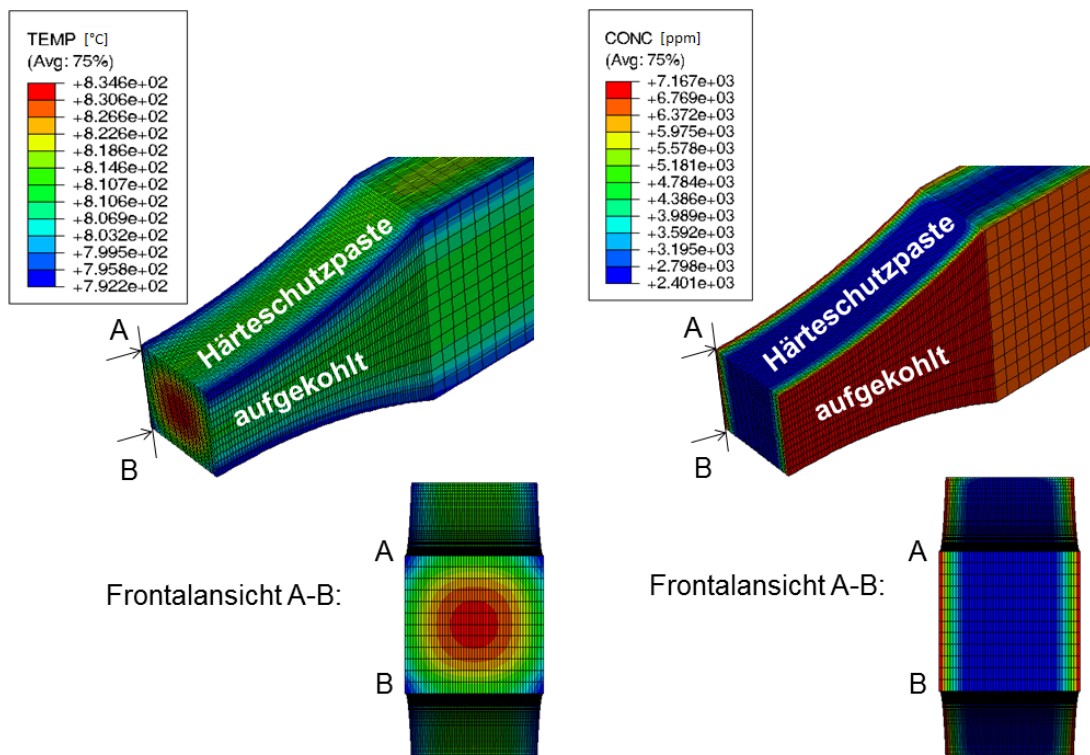 TEMP [°C]
(Avg: 75%)
+8.346e+02
+8.306e+02
+8.266e+02
+8.226e+02
+8.186e+02
+8.146e+02
+8.107e+02
+8.106e+02
+8.069e+02
+8.032e+02
+7.995e+02
+7.958e+02
+7.922e+02
A
Härteschutzpaste
aufgekohlt
B
A
Frontalansicht A-B:
B
CONC [ppm]
(Avg: 75%)
+7.167e+03
+6.769e+03
+6.372e+03
+5.975e+03
+5.578e+03
+5.181e+03
+4.784e+03
+4.386e+03
+3.989e+03
+3.592e+03
+3.195e+03
+2.798e+03
+2.401e+03
A
Härteschutzpaste
aufgekohlt
B
A
Frontalansicht A-B:
B